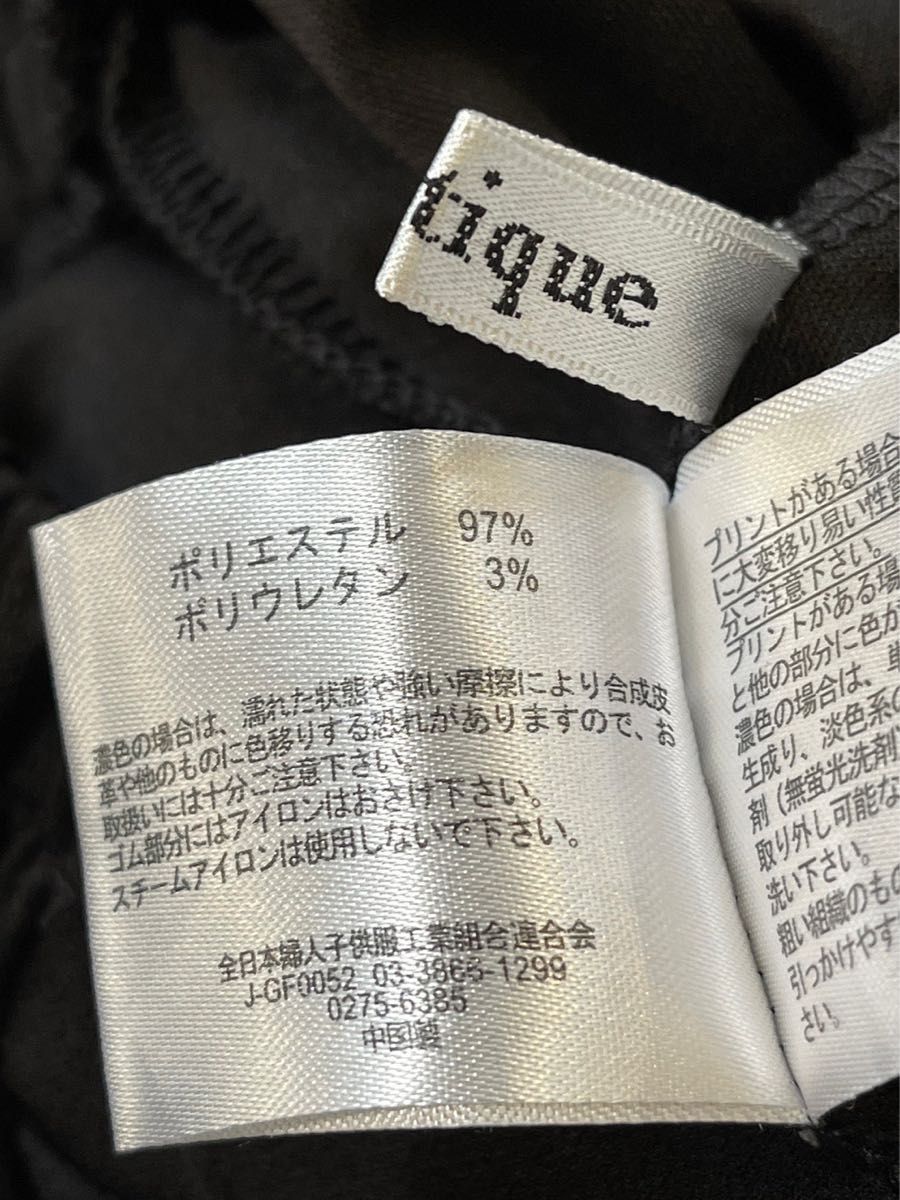 tique
ポリエステル 97%
ポリウレタン 3%
濃色の場合は、濡れた状態や強い摩擦により合成皮
革や他のものに色移りする恐れがありますので、お
取扱いには十分ご注意下さい。
ゴム部分にはアイロンはおさけ下さい。
スチームアイロンは使用しないで下さい。
全日本婦人子供服工業組合連合会
J-GF0052 03-3865-1299
0275-6385
中国製
プリントがある場合
に大変移り易い性質
分ご注意下さい。
プリントがある場
と他の部分に色が
濃色の場合は、単
生成り、淡色系の
剤(無蛍光洗剤)
取り外し可能な
洗い下さい。
粗い組織のもの
引っかけやす
さい。